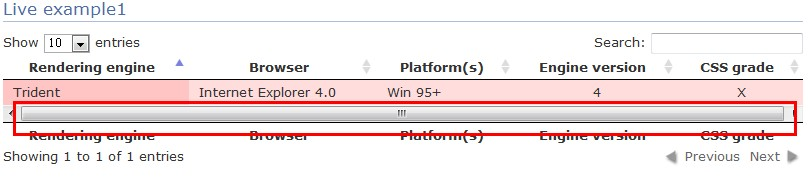 Live example1
Show 10 entries Search:
Rendering engine Browser Platform(s) Engine version CSS grade
Trident Internet Explorer 4.0 Win 95+ 4 X
Rendering engine Browser Platform(s) Engine version CSS grade
Showing 1 to 1 of 1 entries Previous Next